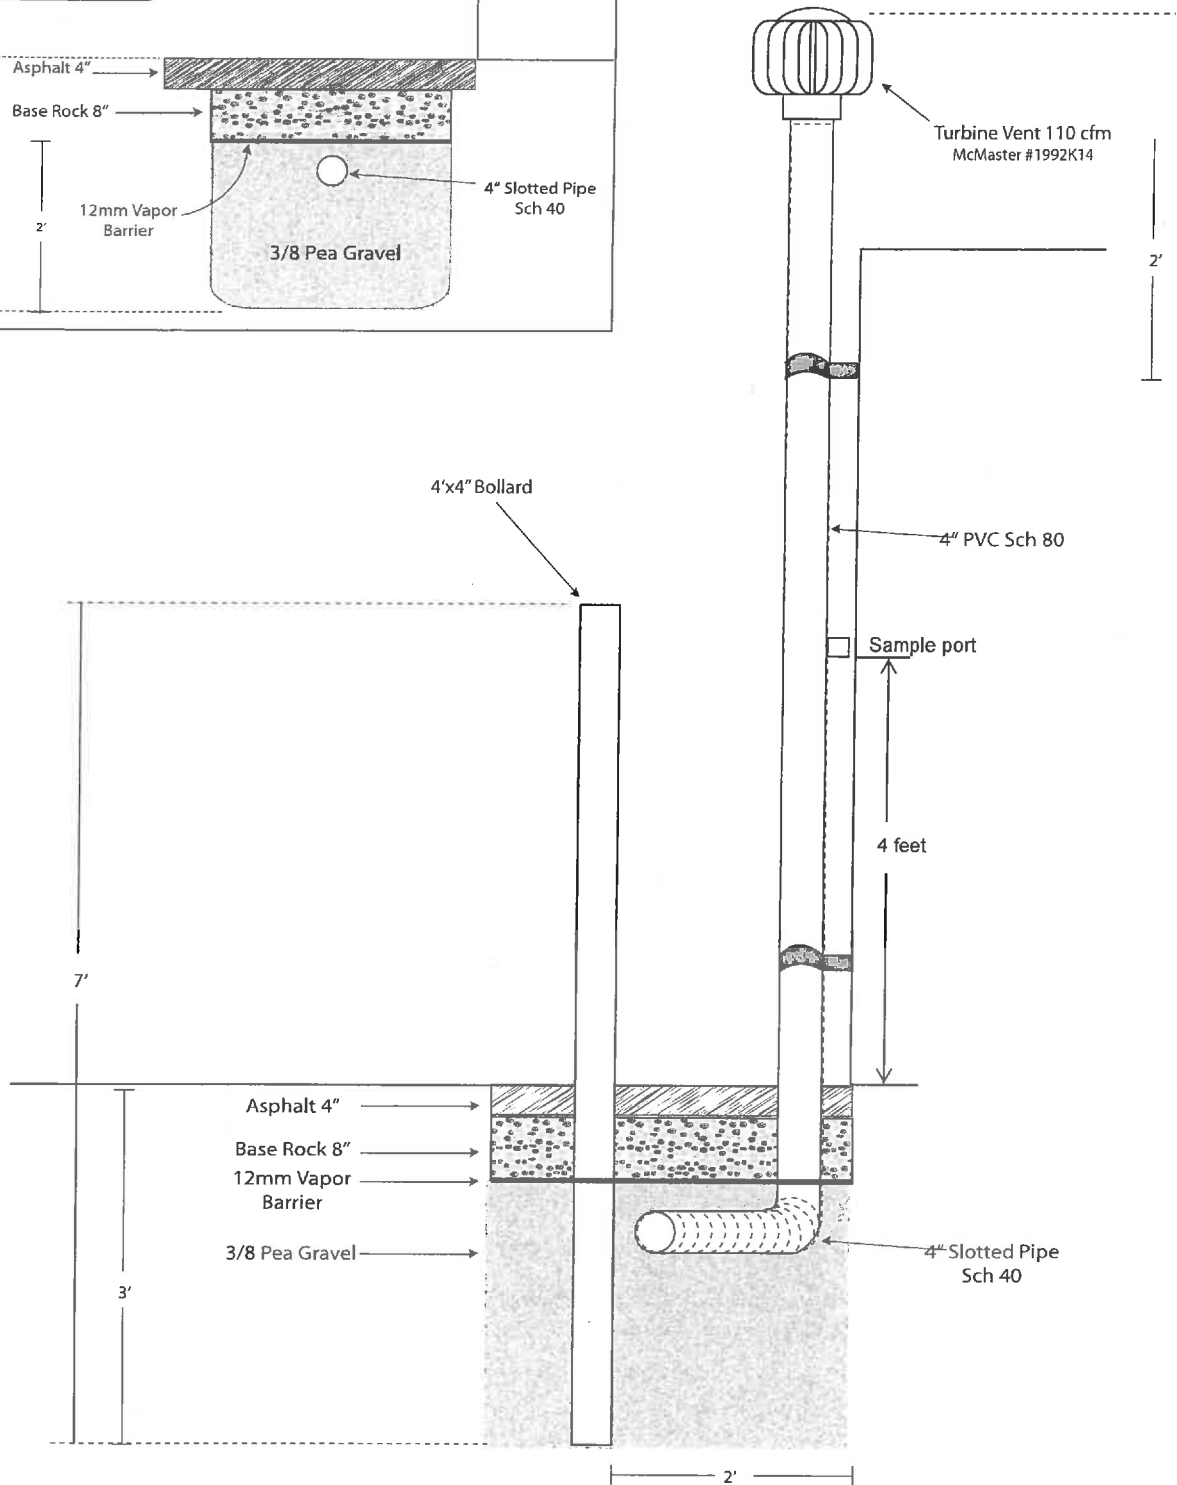 Asphalt 4"
Base Rock 8"
12mm Vapor
Barrier
2'
4" Slotted Pipe
Sch 40
3/8 Pea Gravel
Turbine Vent 110 cfm
McMaster #1992K14
2'
4'x4" Bollard
4" PVC Sch 80
Sample port
4 feet
7'
Asphalt 4"
Base Rock 8"
12mm Vapor
Barrier
3/8 Pea Gravel
3'
4" Slotted Pipe
Sch 40
2'